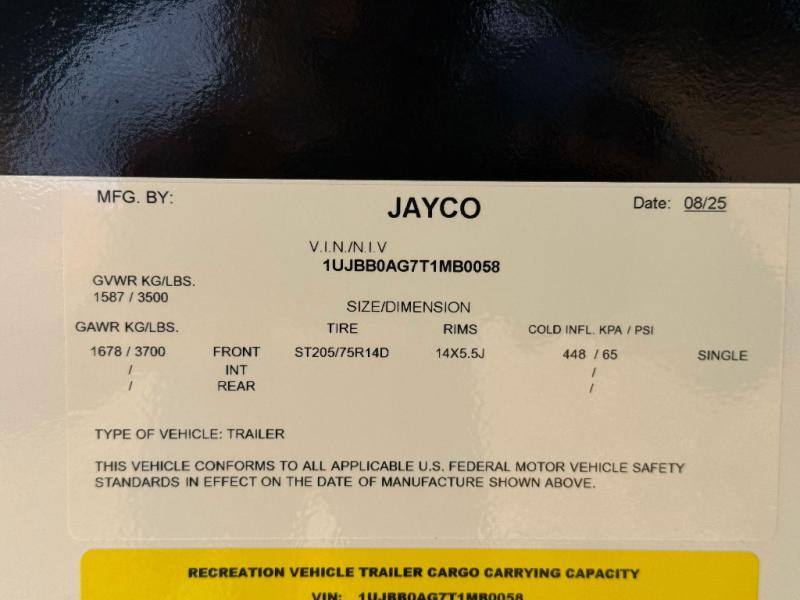 MFG. BY: JAYCO Date: 08/25
V.I.N./N.I.V
1UJBB0AG7T1MB0058
GVWR KG/LBS.
1587 / 3500
SIZE/DIMENSION
GAWR KG/LBS. TIRE RIMS COLD INFL. KPA / PSI
1678 / 3700 FRONT ST205/75R14D 14X5.5J 448 / 65 SINGLE
/ INT /
/ REAR /
TYPE OF VEHICLE: TRAILER
THIS VEHICLE CONFORMS TO ALL APPLICABLE U.S. FEDERAL MOTOR VEHICLE SAFETY
STANDARDS IN EFFECT ON THE DATE OF MANUFACTURE SHOWN ABOVE.
RECREATION VEHICLE TRAILER CARGO CARRYING CAPACITY
VIN: 1UJBB0AG7T1MB0058